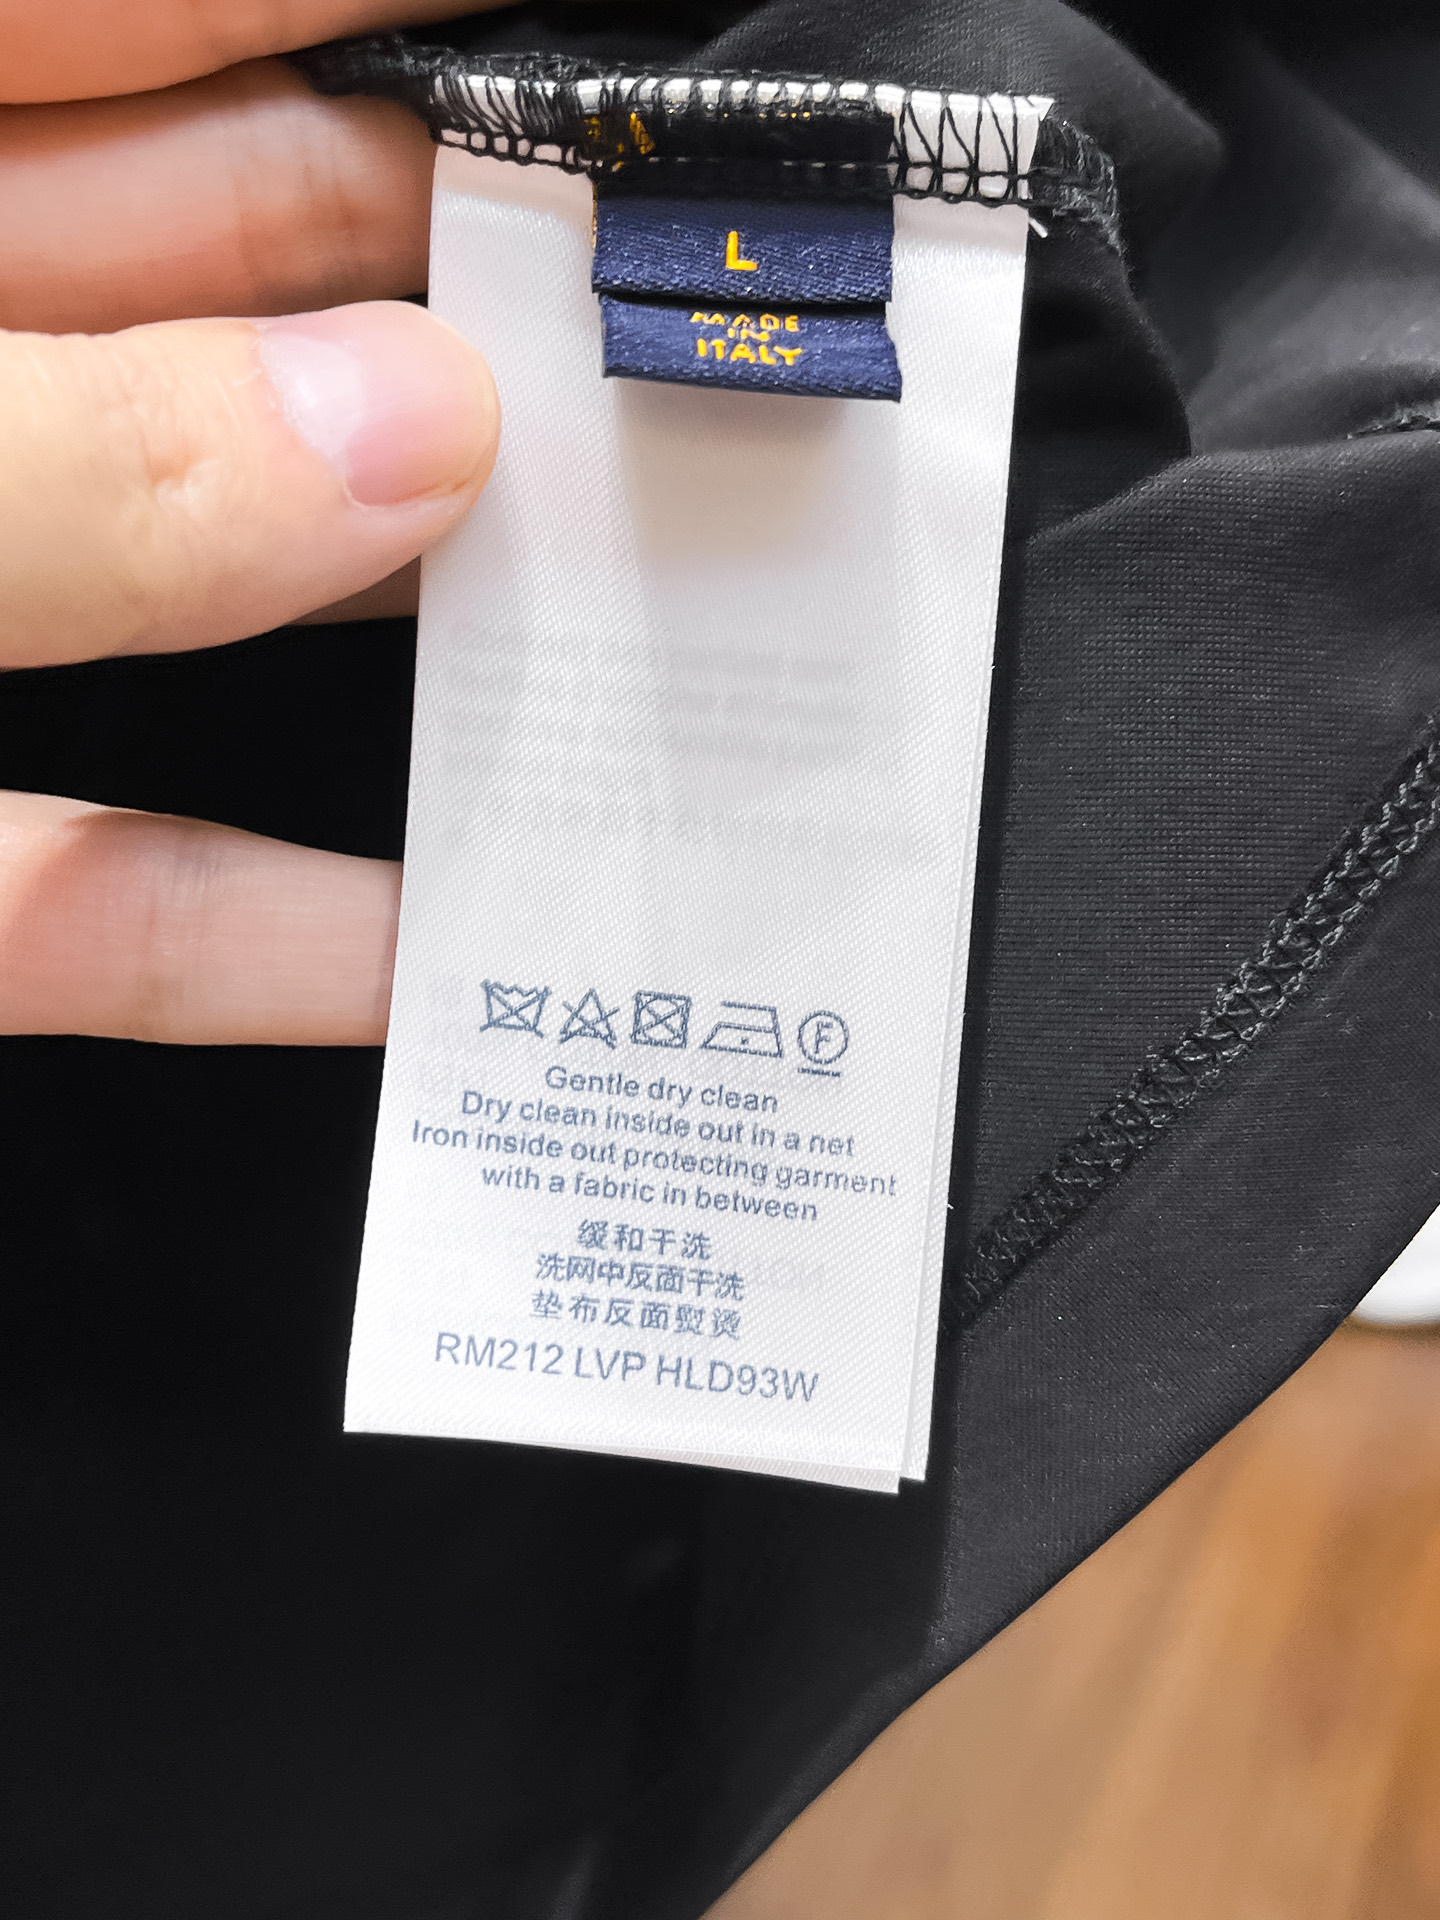 L
MADE
IN
ITALY
F
Gentle dry clean
Dry clean inside out in a net
Iron inside out protecting garment
with a fabric in between
缓和干洗
洗网中反面干洗
垫布反面熨烫
RM212 LVP HLD93W